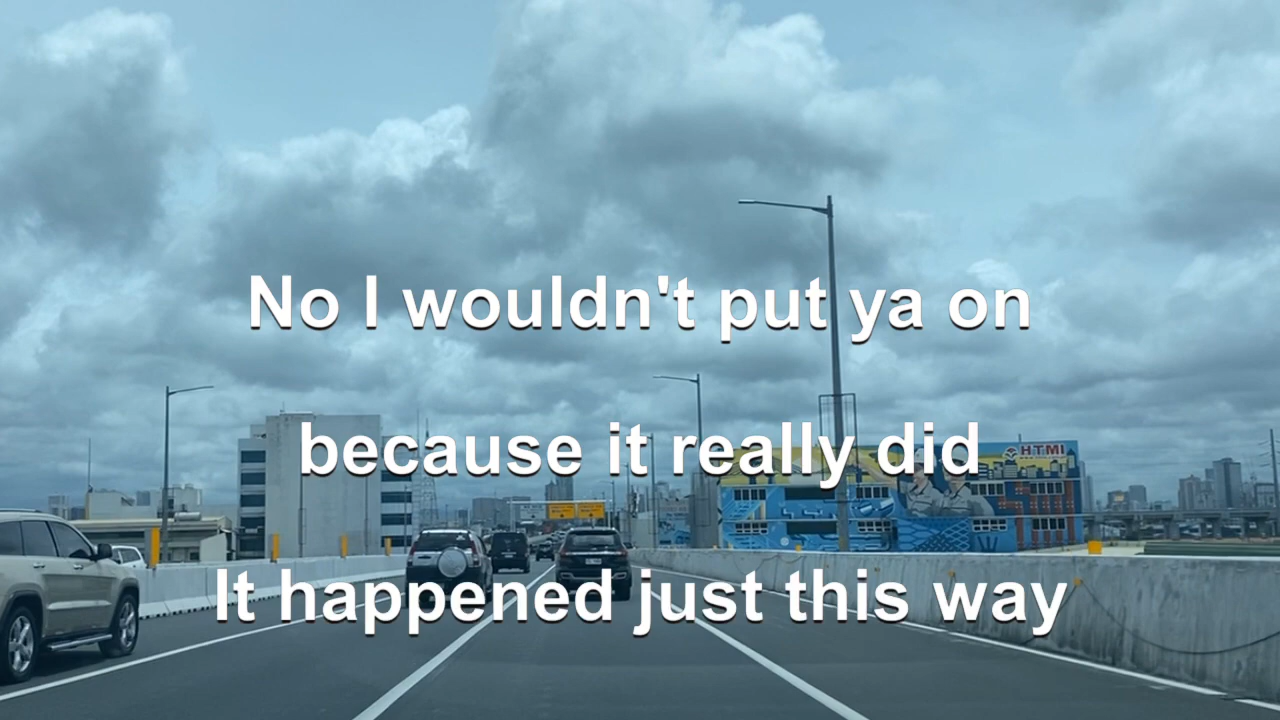 No I wouldn't put ya on
because it really did
HTMI
It happened just this way